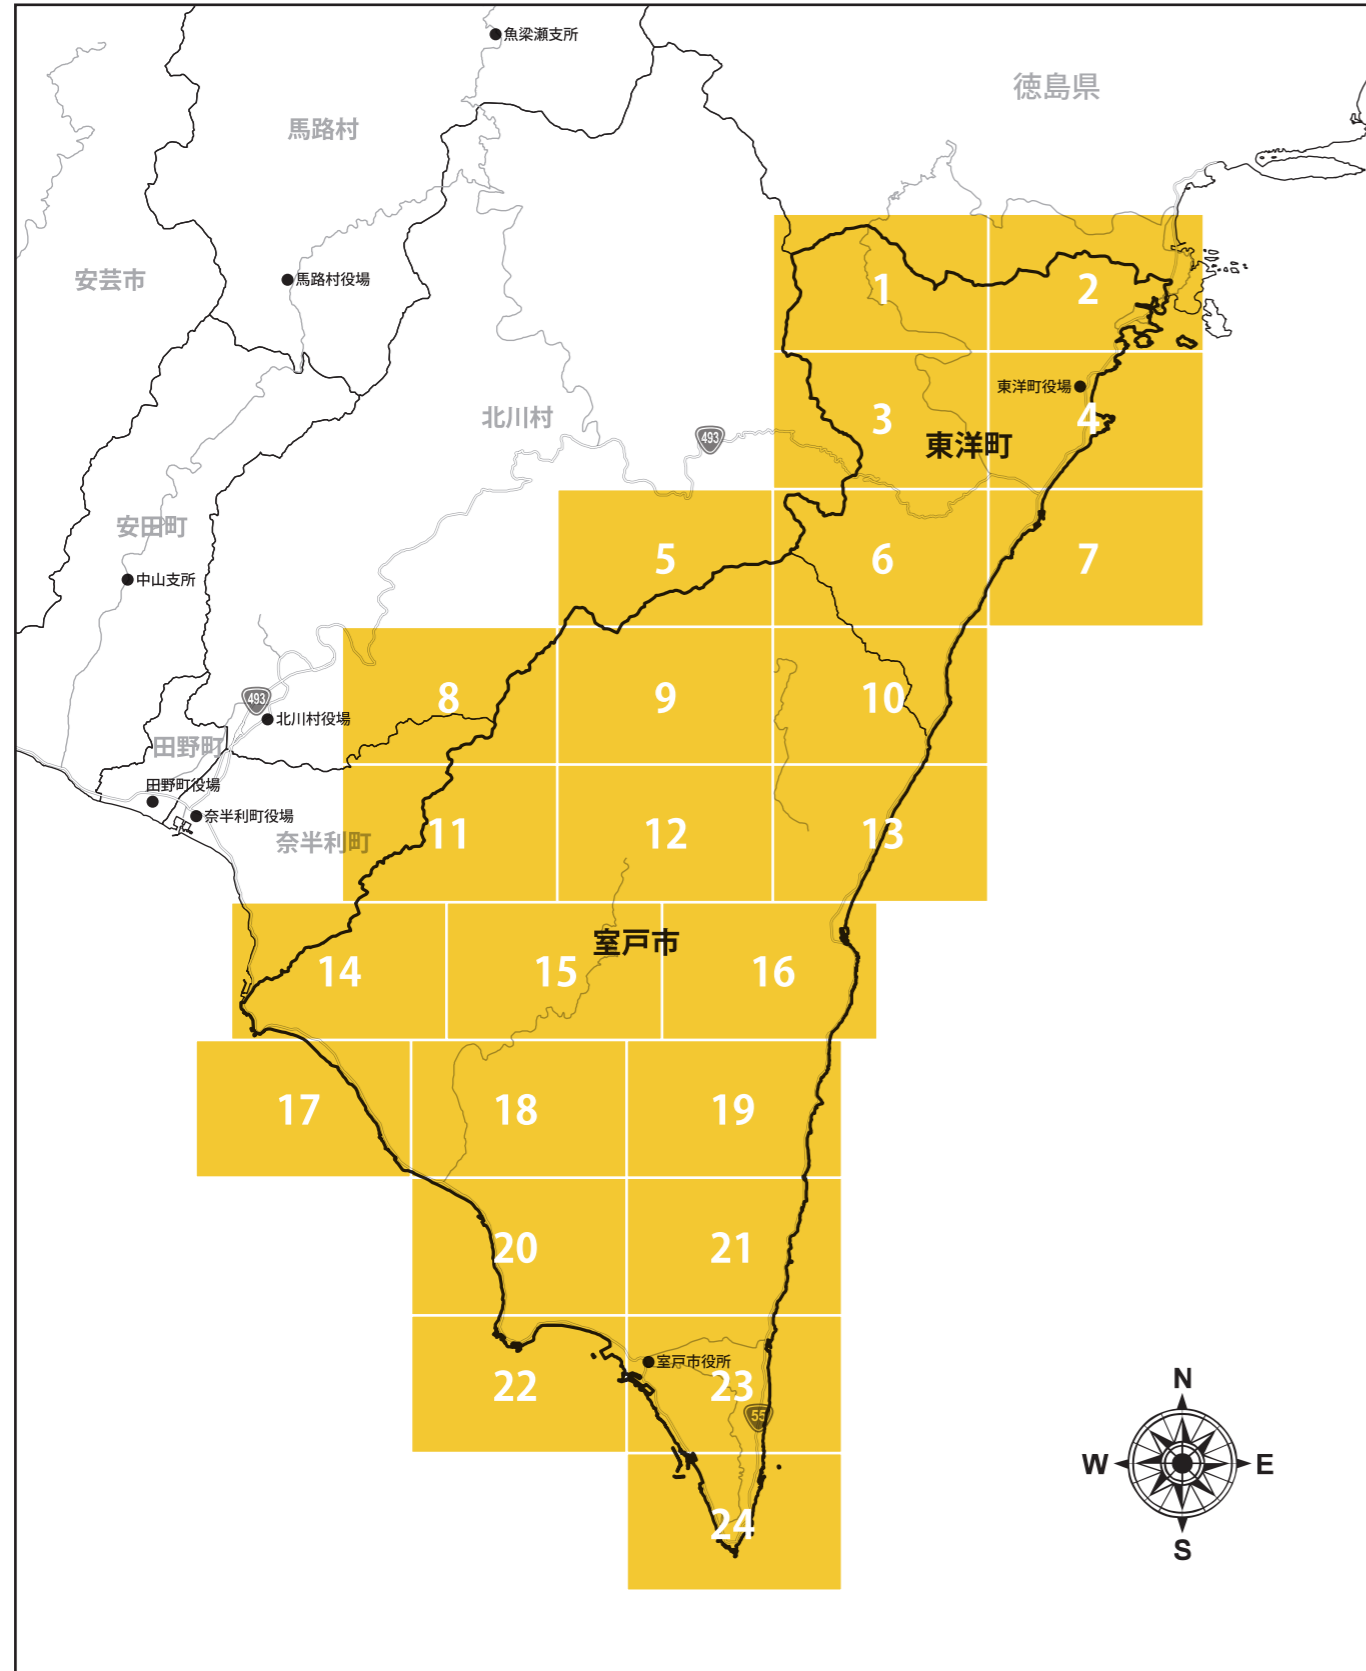 魚梁瀬支所
徳島県
馬路村
安芸市
馬路村役場
1
2
東洋町役場
北川村
493
3
4
東洋町
安田町
中山支所
5
6
7
493
北川村役場
8
9
10
田野町
田野町役場
奈半利町役場
奈半利町
11
12
13
室戸市
14
15
16
17
18
19
20
21
室戸市役所
22
23
55
24
N
W
E
S